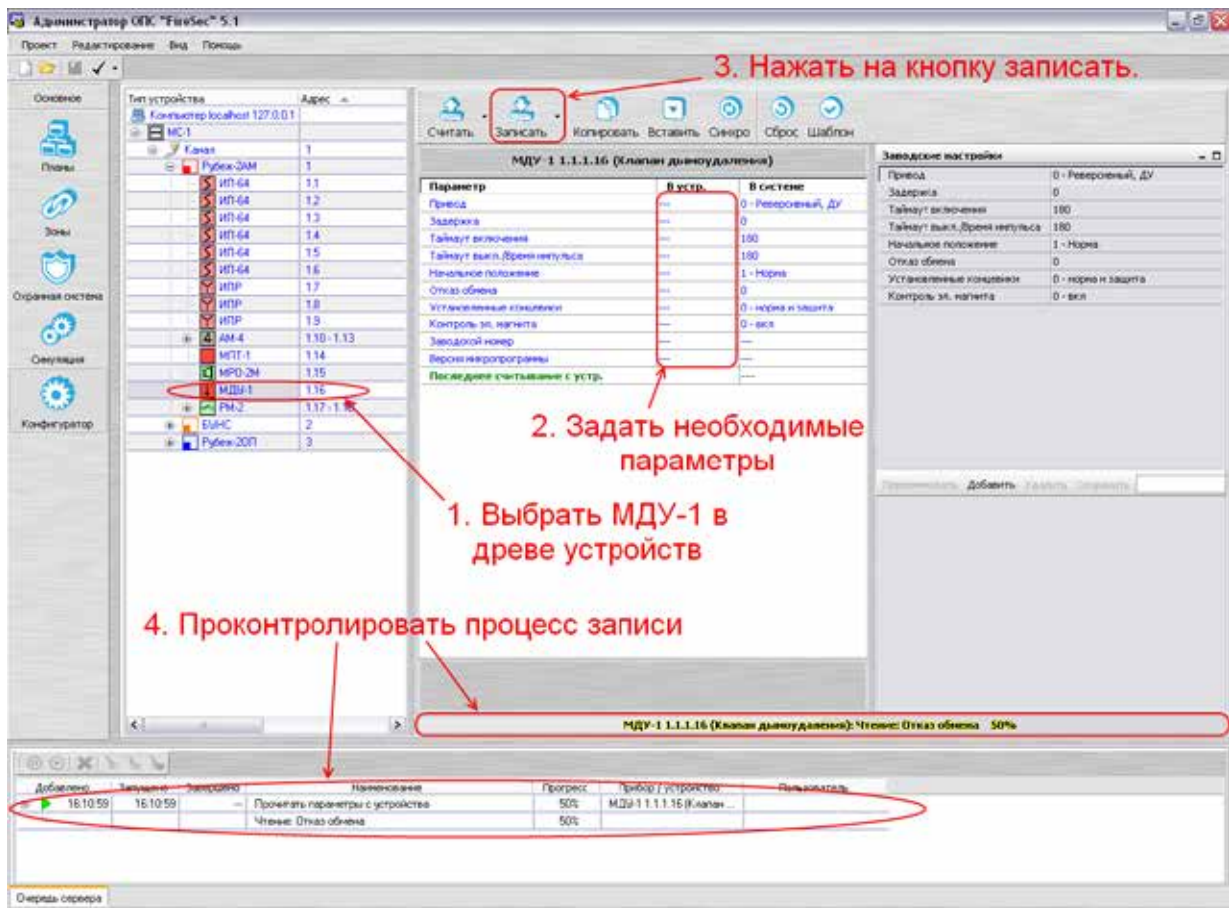 Администратор ОПС "FireSec" 5.1
Проект Редактирование Вид Помощь
3. Нажать на кнопку записать.
Основное
Планы
Зоны
Охранная система
Симуляция
Конфигуратор
Тип устройства Адрес
Компьютер localhost 127.0.0.1
МС-1
Канал 1
Рубеж-2АМ 1
ИП-64 1.1
ИП-64 1.2
ИП-64 1.3
ИП-64 1.4
ИП-64 1.5
ИП-64 1.6
ИПР 1.7
ИПР 1.8
ИПР 1.9
АМ-4 1.10 - 1.13
МПТ-1 1.14
МРО-2М 1.15
МДУ-1 1.16
РМ-2 1.17 - 1.18
БУНС 2
Рубеж-20П 3
Считать Записать Копировать Вставить Синхро Сброс Шаблон
МДУ-1 1.1.1.16 (Клапан дымоудаления)
Параметр В устр. В системе
Привод --- 0 - Реверсивный, ДУ
Задержка --- 0
Таймаут включения --- 180
Таймаут выкл./Время импульса --- 180
Начальное положение --- 1 - Норма
Отказ обмена --- 0
Установленные концевики --- 0 - норма и защита
Контроль эл. магнита --- 0 - вкл
Заводской номер --- ---
Версия микропрограммы --- ---
Последнее считывание с устр. ---
Заводские настройки
Привод 0 - Реверсивный, ДУ
Задержка 0
Таймаут включения 180
Таймаут выкл./Время импульса 180
Начальное положение 1 - Норма
Отказ обмена 0
Установленные концевики 0 - норма и защита
Контроль эл. магнита 0 - вкл
Добавить
2. Задать необходимые
параметры
1. Выбрать МДУ-1 в
древе устройств
4. Проконтролировать процесс записи
МДУ-1 1.1.1.16 (Клапан дымоудаления): Чтение: Отказ обмена 50%
Добавлено Запущено Завершено Наименование Прогресс Прибор / устройство Пользователь
16:10:59 16:10:59 --- Прочитать параметры с устройства 50% МДУ-1 1.1.1.16 (Клапан ...
Чтение: Отказ обмена 50%
Очередь сервера